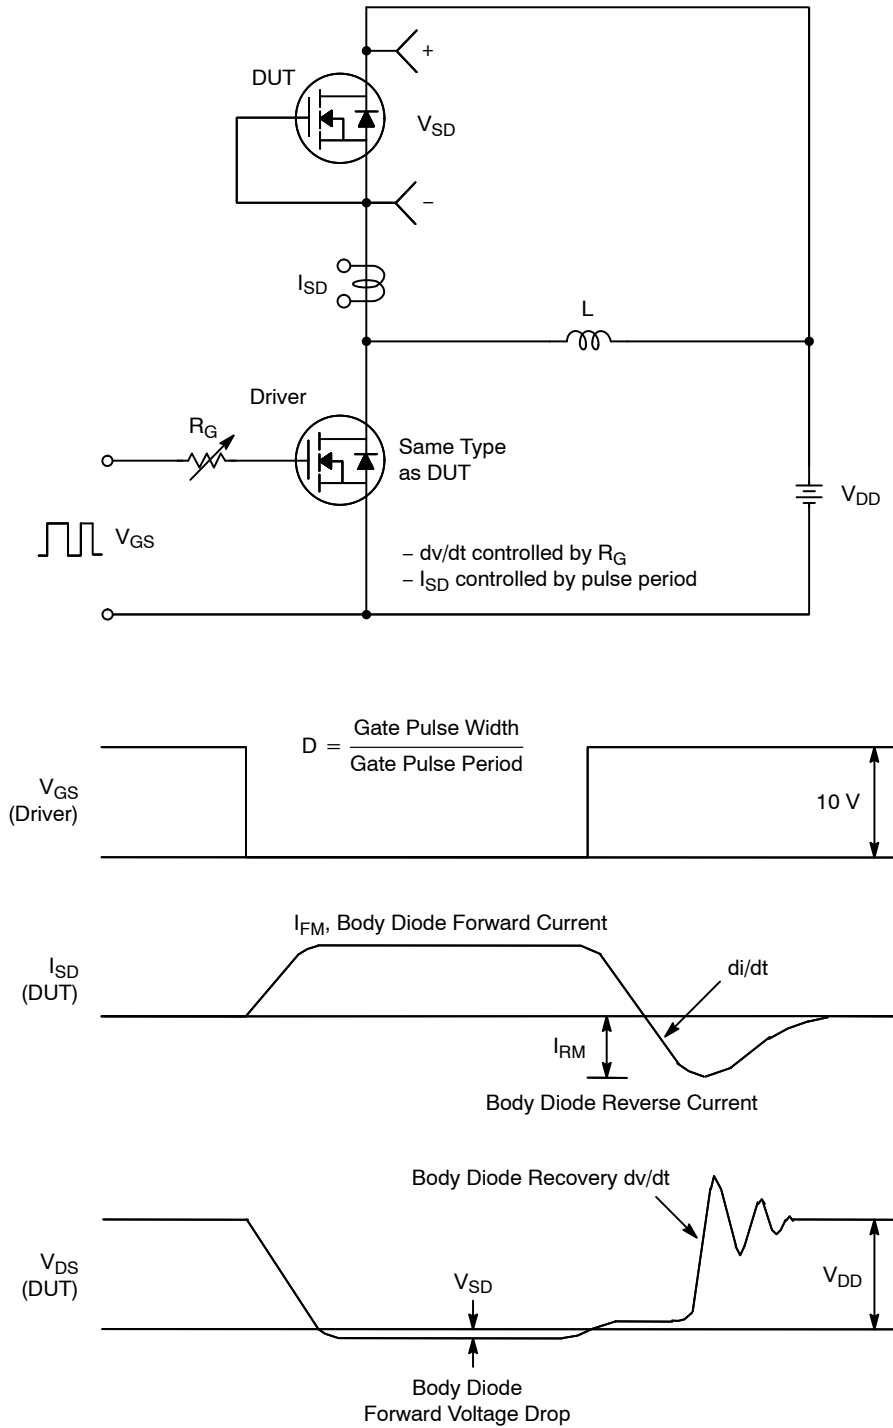 +
DUT
V_SD
−
I_SD
L
Driver
R_G
Same Type
as DUT
V_DD
V_GS
− dv/dt controlled by R_G
− I_SD controlled by pulse period
D = Gate Pulse Width
Gate Pulse Period
V_GS
(Driver)
10 V
I_FM, Body Diode Forward Current
I_SD
(DUT)
di/dt
I_RM
Body Diode Reverse Current
Body Diode Recovery dv/dt
V_DS
(DUT)
V_SD
V_DD
Body Diode
Forward Voltage Drop